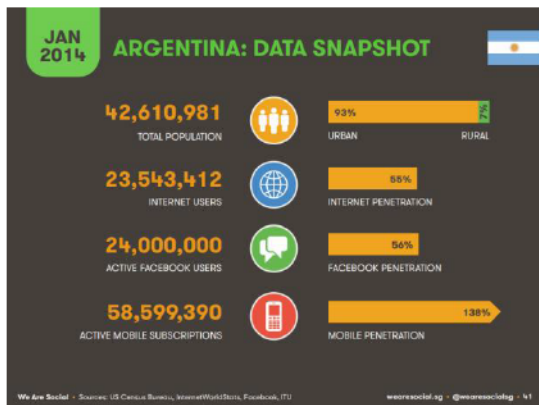 JAN
2014
ARGENTINA: DATA SNAPSHOT
42,610,981
TOTAL POPULATION
93%
7%
URBAN
RURAL
23,543,412
INTERNET USERS
55%
INTERNET PENETRATION
24,000,000
ACTIVE FACEBOOK USERS
56%
FACEBOOK PENETRATION
58,599,390
ACTIVE MOBILE SUBSCRIPTIONS
138%
MOBILE PENETRATION
We Are Social • Sources: US Census Bureau, InternetWorldStats, Facebook, ITU
wearesocial.sg • @wearesocialsg • 41